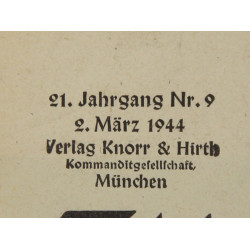 21. Jahrgang Nr. 9
2. März 1944
Verlag Knorr & Hirth
Kommanditgesellschaft
München